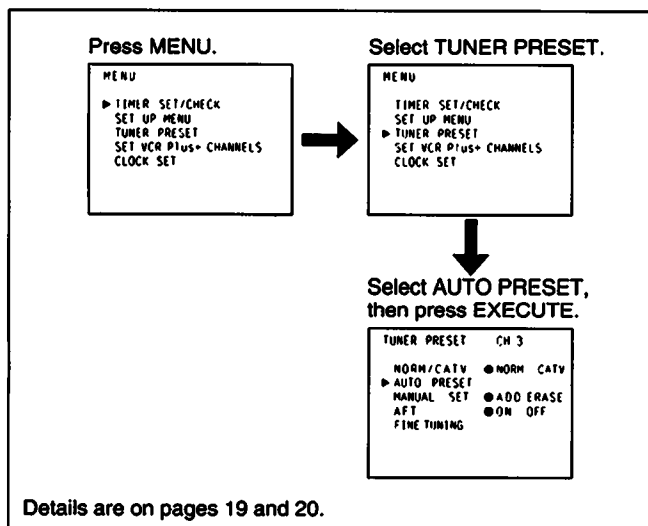 Press MENU.
MENU
▶ TIMER SET/CHECK
SET UP MENU
TUNER PRESET
SET VCR Plus+ CHANNELS
CLOCK SET
Select TUNER PRESET.
MENU
TIMER SET/CHECK
SET UP MENU
▶ TUNER PRESET
SET VCR Plus+ CHANNELS
CLOCK SET
Select AUTO PRESET,
then press EXECUTE.
TUNER PRESET CH 3
NORM/CATV ●NORM CATV
▶ AUTO PRESET
MANUAL SET ●ADD ERASE
AFT ●ON OFF
FINE TUNING
Details are on pages 19 and 20.